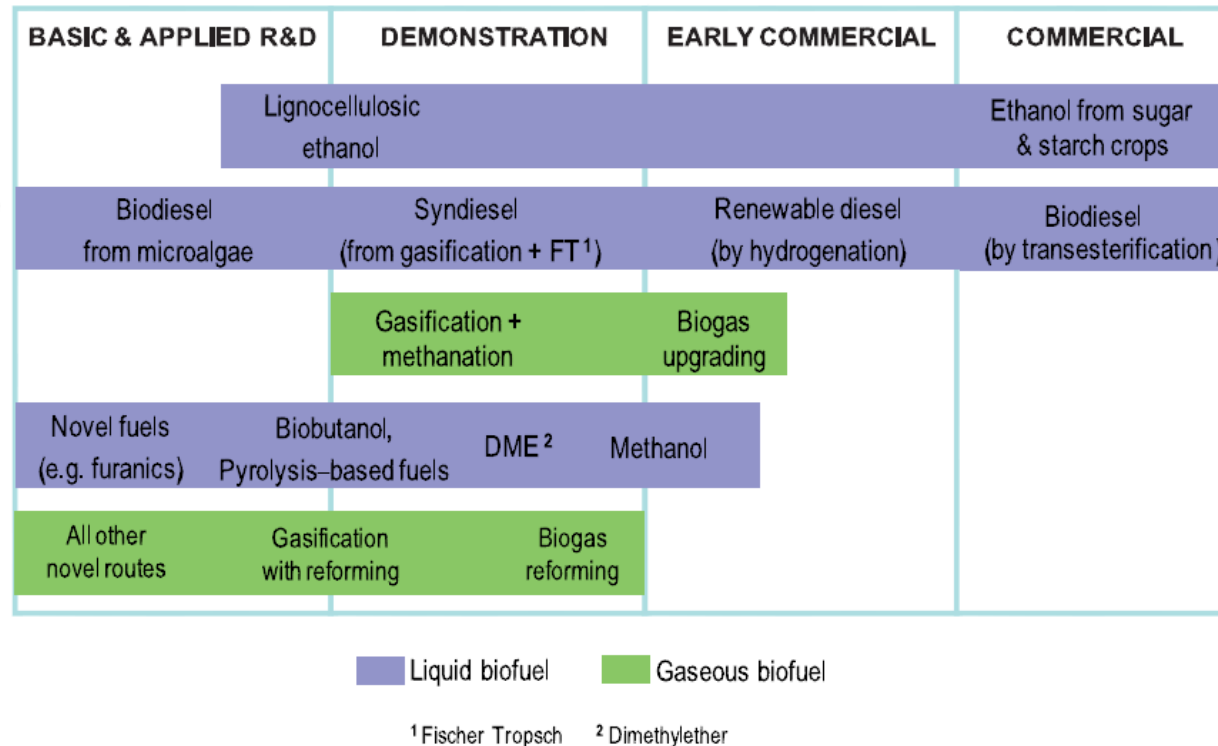 BASIC & APPLIED R&D
DEMONSTRATION
EARLY COMMERCIAL
COMMERCIAL
Lignocellulosic
ethanol
Ethanol from sugar
& starch crops
Biodiesel
from microalgae
Syndiesel
(from gasification + FT¹)
Renewable diesel
(by hydrogenation)
Biodiesel
(by transesterification)
Gasification +
methanation
Biogas
upgrading
Novel fuels
(e.g. furanics)
Biobutanol,
Pyrolysis–based fuels
DME ²
Methanol
All other
novel routes
Gasification
with reforming
Biogas
reforming
Liquid biofuel
Gaseous biofuel
¹ Fischer Tropsch
² Dimethylether